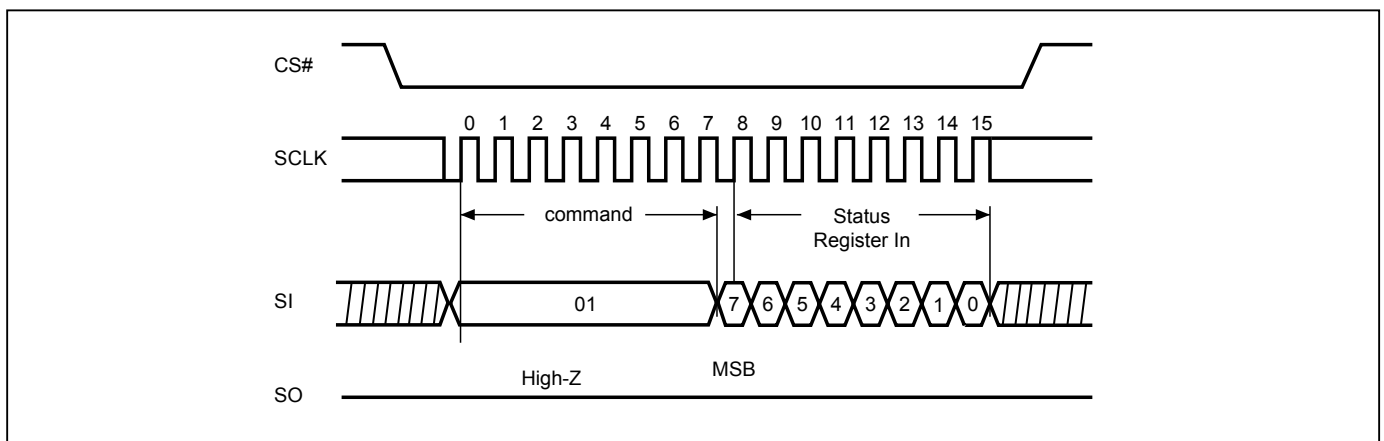 CS#
0 1 2 3 4 5 6 7 8 9 10 11 12 13 14 15
SCLK
command
Status
Register In
SI
01
7 6 5 4 3 2 1 0
MSB
High-Z
SO